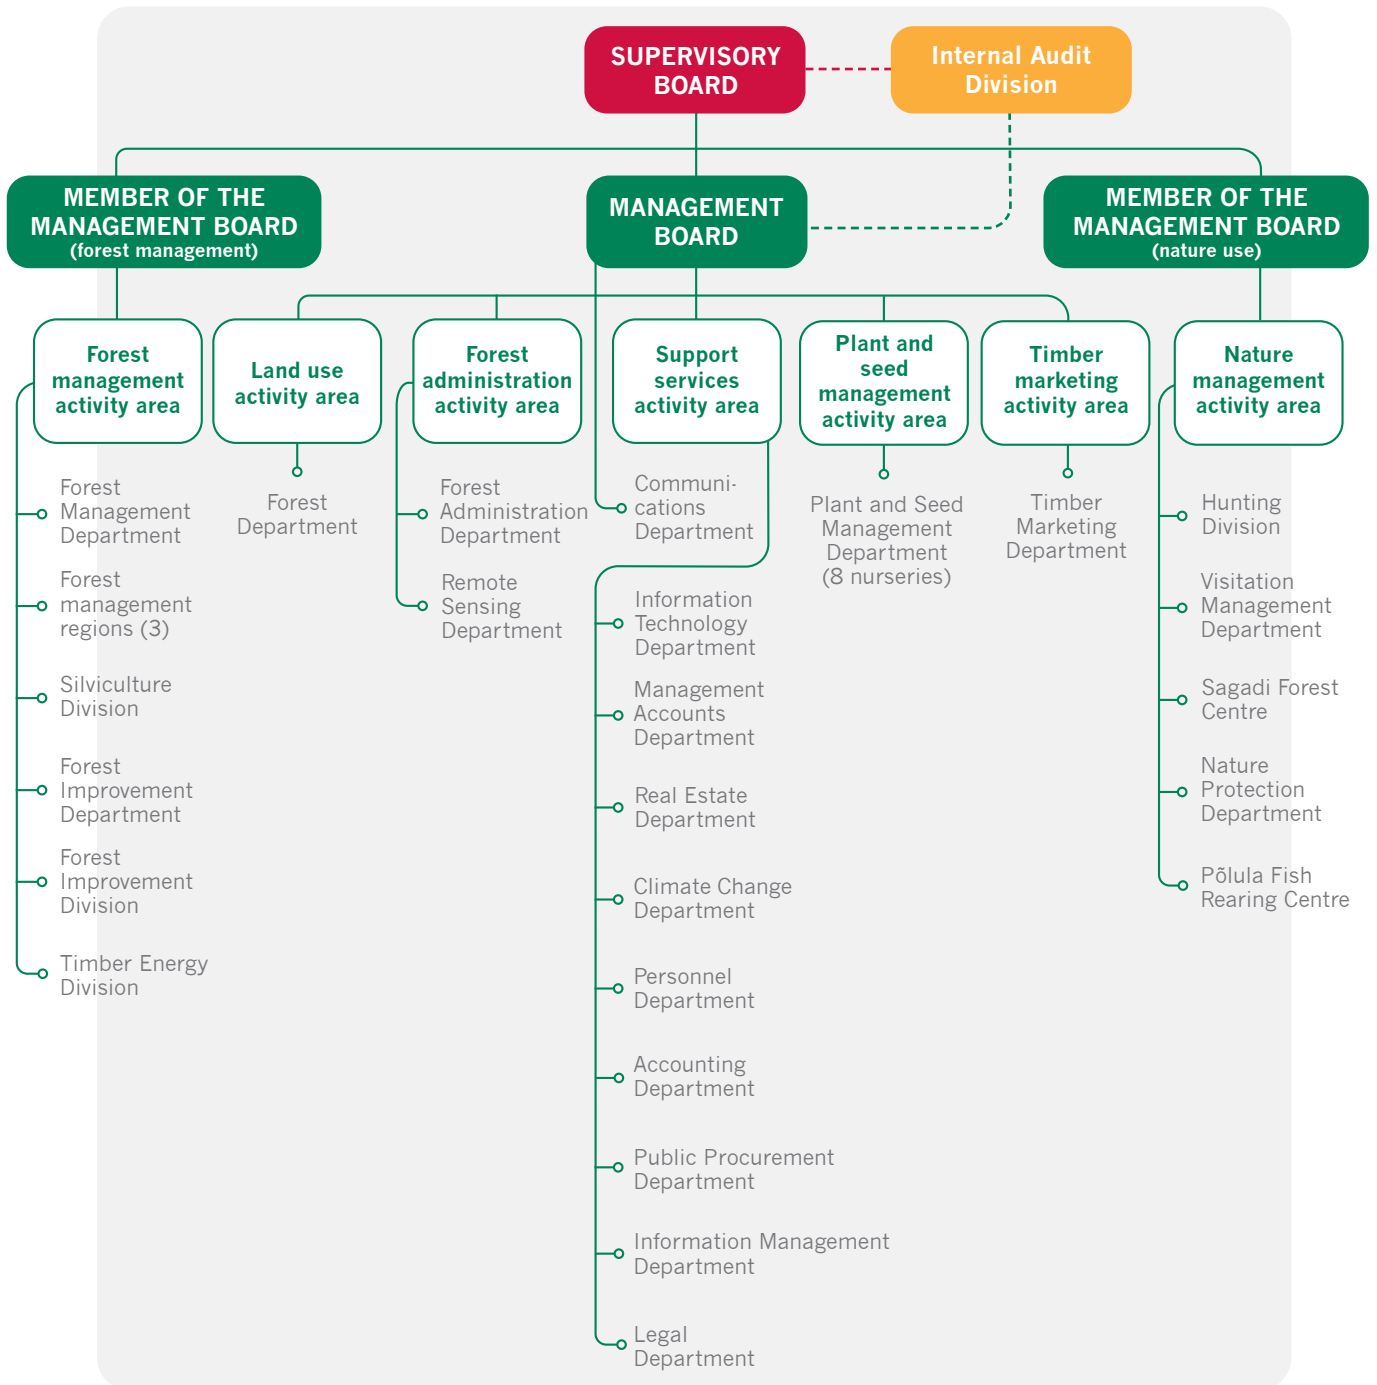 SUPERVISORY
BOARD
Internal Audit
Division
MEMBER OF THE
MANAGEMENT BOARD
(forest management)
MANAGEMENT
BOARD
MEMBER OF THE
MANAGEMENT BOARD
(nature use)
Forest
management
activity area
Land use
activity area
Forest
administration
activity area
Support
services
activity area
Plant and
seed
management
activity area
Timber
marketing
activity area
Nature
management
activity area
Forest
Management
Department
Forest
management
regions (3)
Silviculture
Division
Forest
Improvement
Department
Forest
Improvement
Division
Timber Energy
Division
Forest
Department
Forest
Administration
Department
Remote
Sensing
Department
Communi-
cations
Department
Information
Technology
Department
Management
Accounts
Department
Real Estate
Department
Climate Change
Department
Personnel
Department
Accounting
Department
Public Procurement
Department
Information Management
Department
Legal
Department
Plant and Seed
Management
Department
(8 nurseries)
Timber
Marketing
Department
Hunting
Division
Visitation
Management
Department
Sagadi Forest
Centre
Nature
Protection
Department
Põlula Fish
Rearing Centre